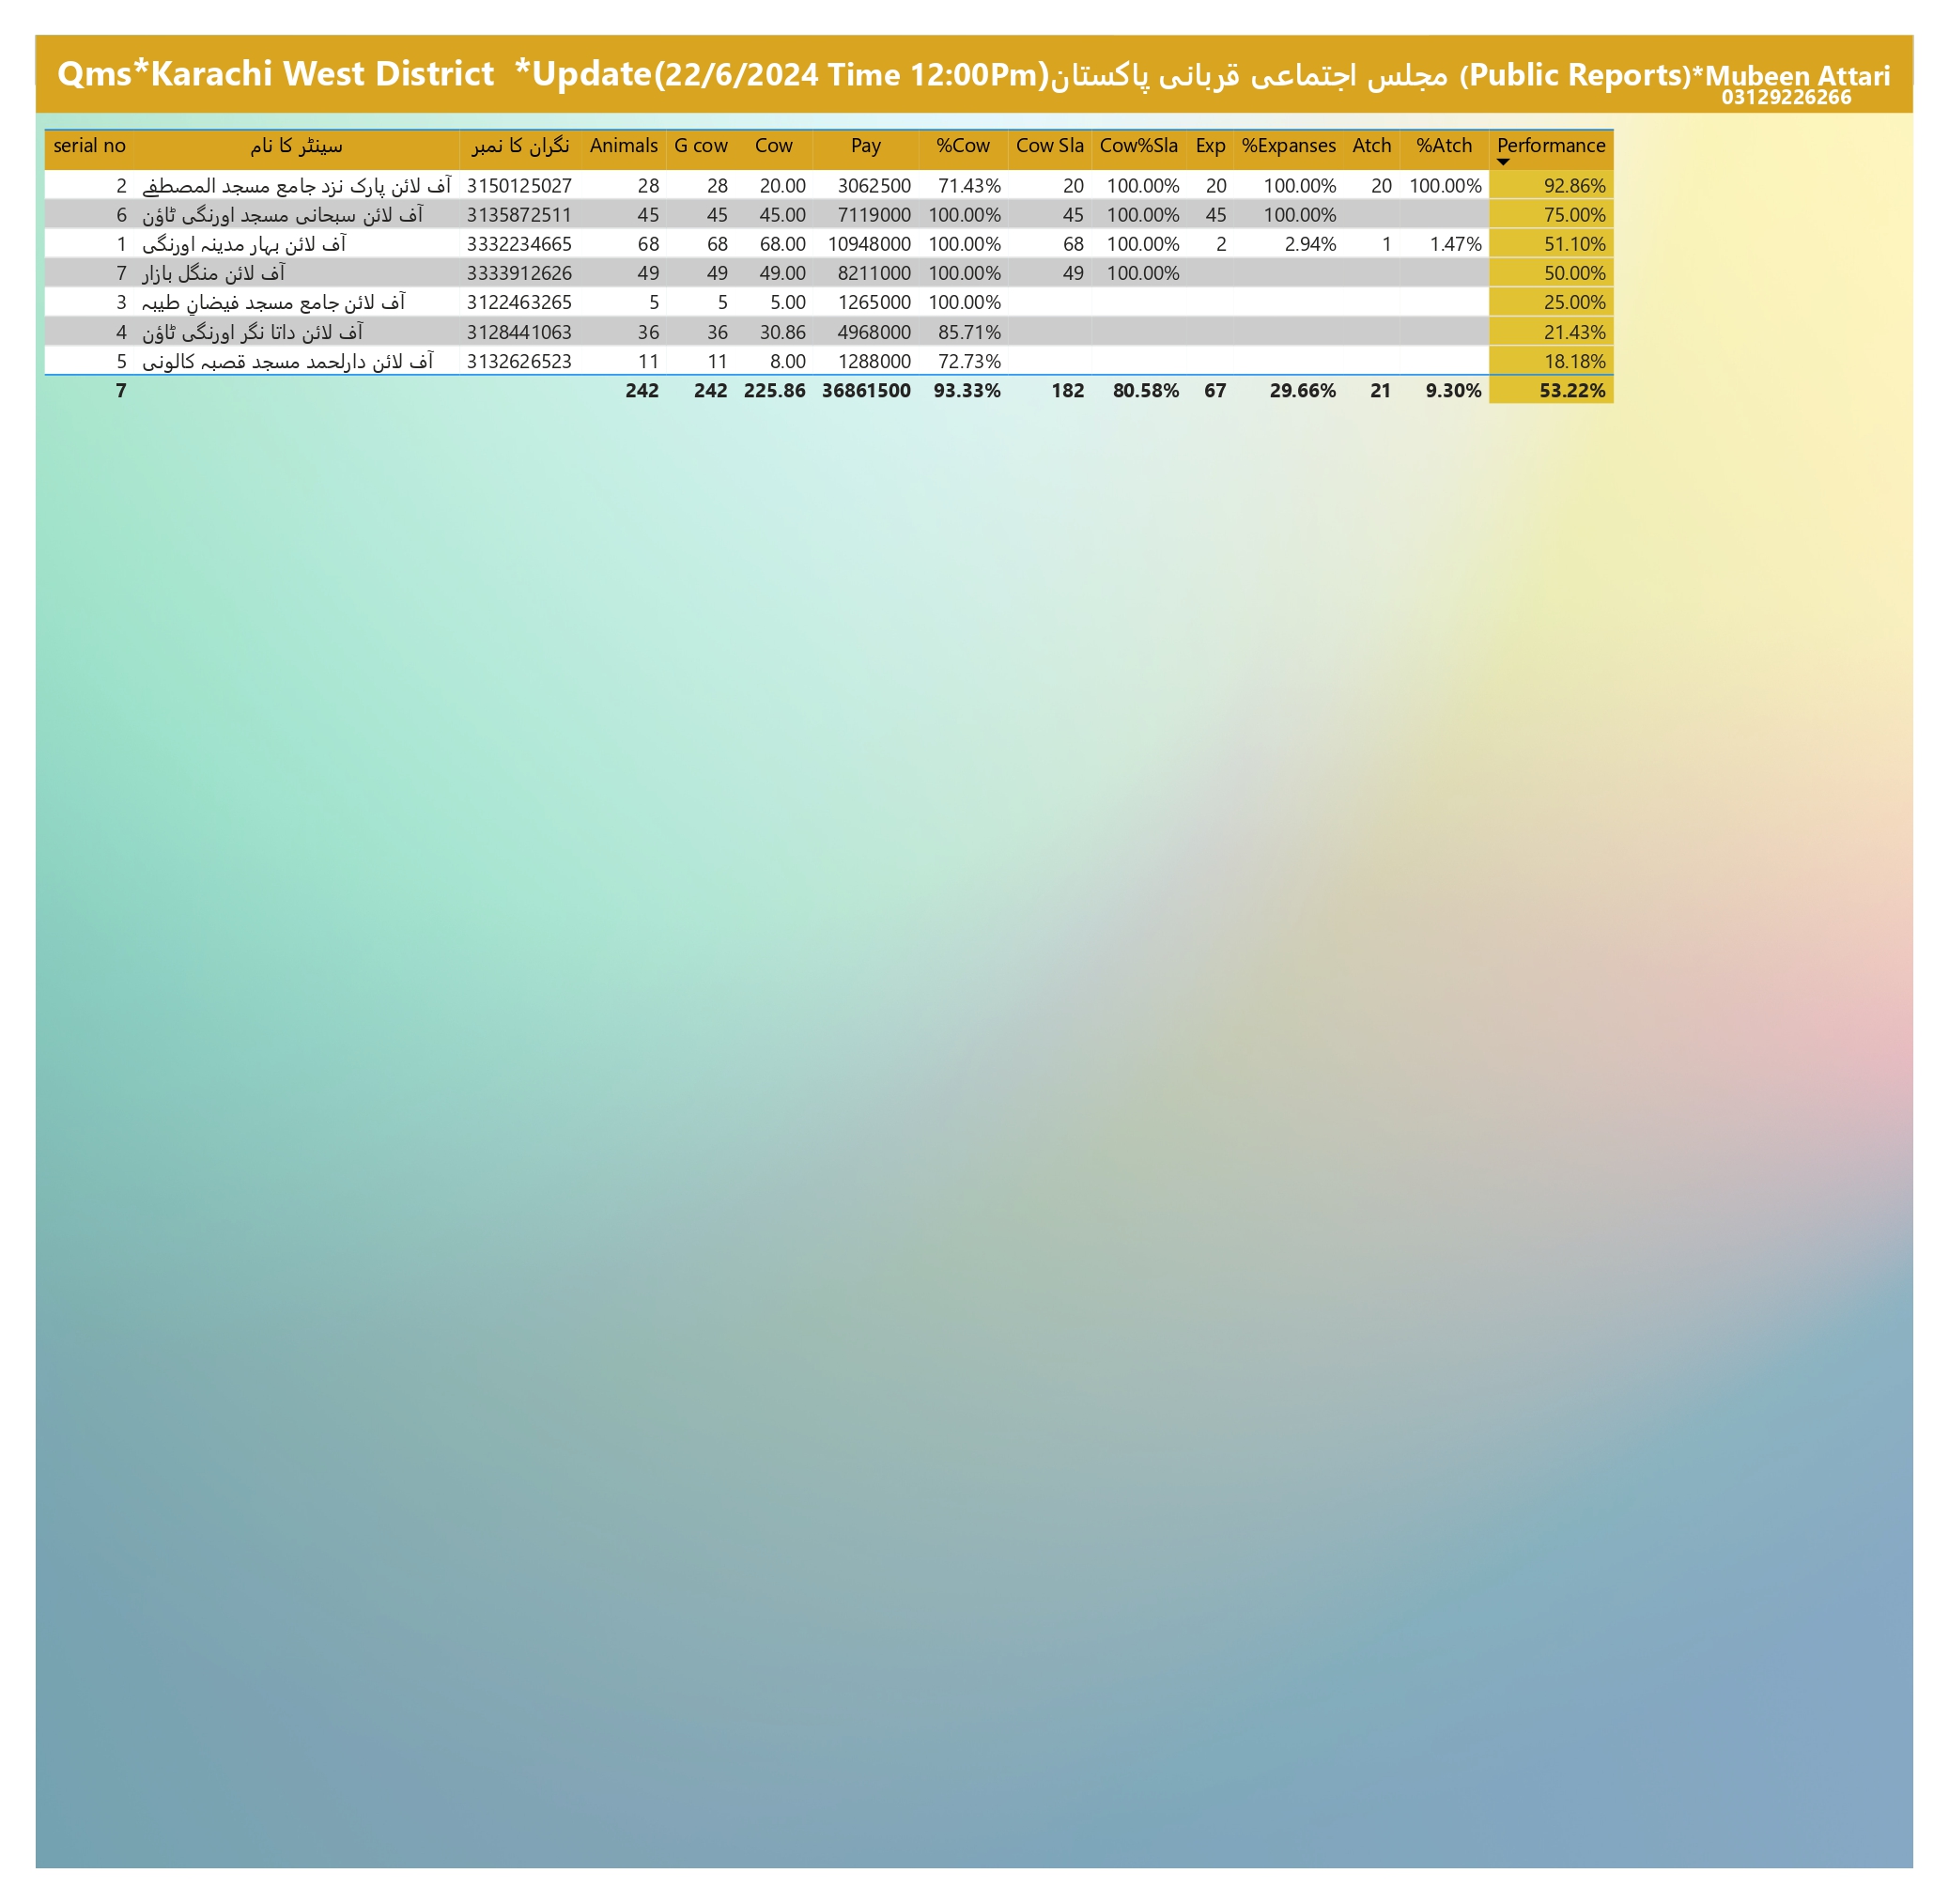 Qms*Karachi West District *Update(22/6/2024 Time 12:00Pm)مجلس اجتماعی قربانی پاکستان (Public Reports)*Mubeen Attari
03129226266
serial no سینٹر کا نام نگران کا نمبر Animals G cow Cow Pay %Cow Cow Sla Cow%Sla Exp %Expanses Atch %Atch Performance
2 آف لائن پارک نزد جامع مسجد المصطفےٰ 3150125027 28 28 20.00 3062500 71.43% 20 100.00% 20 100.00% 20 100.00% 92.86%
6 آف لائن سبحانی مسجد اورنگی ٹاؤن 3135872511 45 45 45.00 7119000 100.00% 45 100.00% 45 100.00% 75.00%
1 آف لائن بہار مدینہ اورنگی 3332234665 68 68 68.00 10948000 100.00% 68 100.00% 2 2.94% 1 1.47% 51.10%
7 آف لائن منگل بازار 3333912626 49 49 49.00 8211000 100.00% 49 100.00% 50.00%
3 آف لائن جامع مسجد فیضانِ طیبہ 3122463265 5 5 5.00 1265000 100.00% 25.00%
4 آف لائن داتا نگر اورنگی ٹاؤن 3128441063 36 36 30.86 4968000 85.71% 21.43%
5 آف لائن دارلحمد مسجد قصبہ کالونی 3132626523 11 11 8.00 1288000 72.73% 18.18%
7 242 242 225.86 36861500 93.33% 182 80.58% 67 29.66% 21 9.30% 53.22%